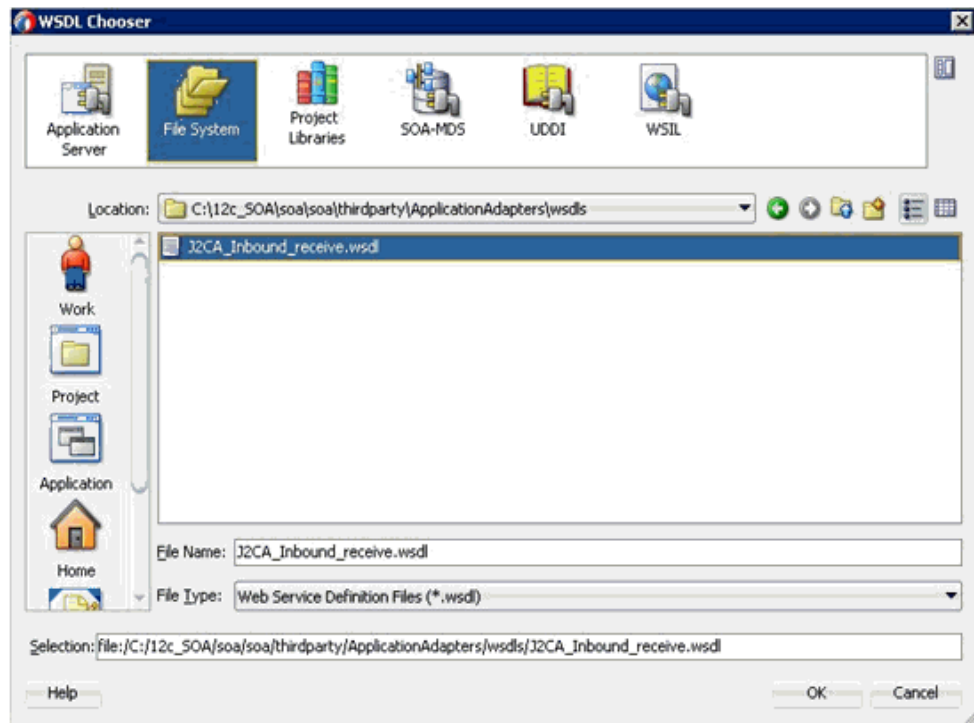 WSDL Chooser
Application Server
File System
Project Libraries
SOA-MDS
UDDI
WSIL
Location: C:\12c_SOA\soa\soa\thirdparty\ApplicationAdapters\wsdls
J2CA_Inbound_receive.wsdl
Work
Project
Application
Home
File Name: J2CA_Inbound_receive.wsdl
File Type: Web Service Definition Files (*.wsdl)
Selection: file:/C:/12c_SOA/soa/soa/thirdparty/ApplicationAdapters/wsdls/J2CA_Inbound_receive.wsdl
Help
OK
Cancel